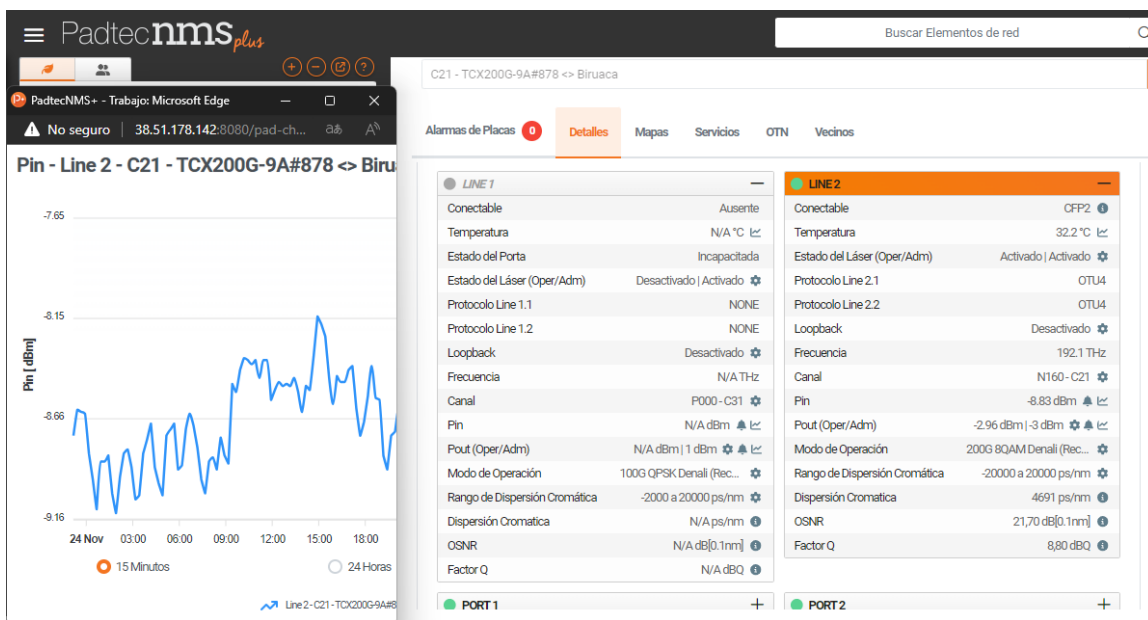 Padtec nms plus
Buscar Elementos de red
C21 - TCX200G-9A#878 <> Biruaca
PadtecNMS+ - Trabajo: Microsoft Edge
No seguro
38.51.178.142:8080/pad-ch...
Pin - Line 2 - C21 - TCX200G-9A#878 <> Birua
Pin [ dBm ]
-7.65
-8.15
-8.66
-9.16
24 Nov 03:00 06:00 09:00 12:00 15:00 18:00
15 Minutos
24 Horas
Line 2 - C21 - TCX200G-9A#8
Alarmas de Placas 0
Detalles
Mapas
Servicios
OTN
Vecinos
LINE 1
Conectable Ausente
Temperatura N/A °C
Estado del Porta Incapacitada
Estado del Láser (Oper/Adm) Desactivado | Activado
Protocolo Line 1.1 NONE
Protocolo Line 1.2 NONE
Loopback Desactivado
Frecuencia N/A THz
Canal P000 - C31
Pin N/A dBm
Pout (Oper/Adm) N/A dBm | 1 dBm
Modo de Operación 100G QPSK Denali (Rec...
Rango de Dispersión Cromática -2000 a 20000 ps/nm
Dispersión Cromatica N/A ps/nm
OSNR N/A dB[0.1nm]
Factor Q N/A dBQ
LINE 2
Conectable CFP2
Temperatura 32.2 °C
Estado del Láser (Oper/Adm) Activado | Activado
Protocolo Line 2.1 OTU4
Protocolo Line 2.2 OTU4
Loopback Desactivado
Frecuencia 192.1 THz
Canal N160 - C21
Pin -8.83 dBm
Pout (Oper/Adm) -2.96 dBm | -3 dBm
Modo de Operación 200G 8QAM Denali (Rec...
Rango de Dispersión Cromática -20000 a 20000 ps/nm
Dispersión Cromatica 4691 ps/nm
OSNR 21,70 dB[0.1nm]
Factor Q 8,80 dBQ
PORT 1
PORT 2